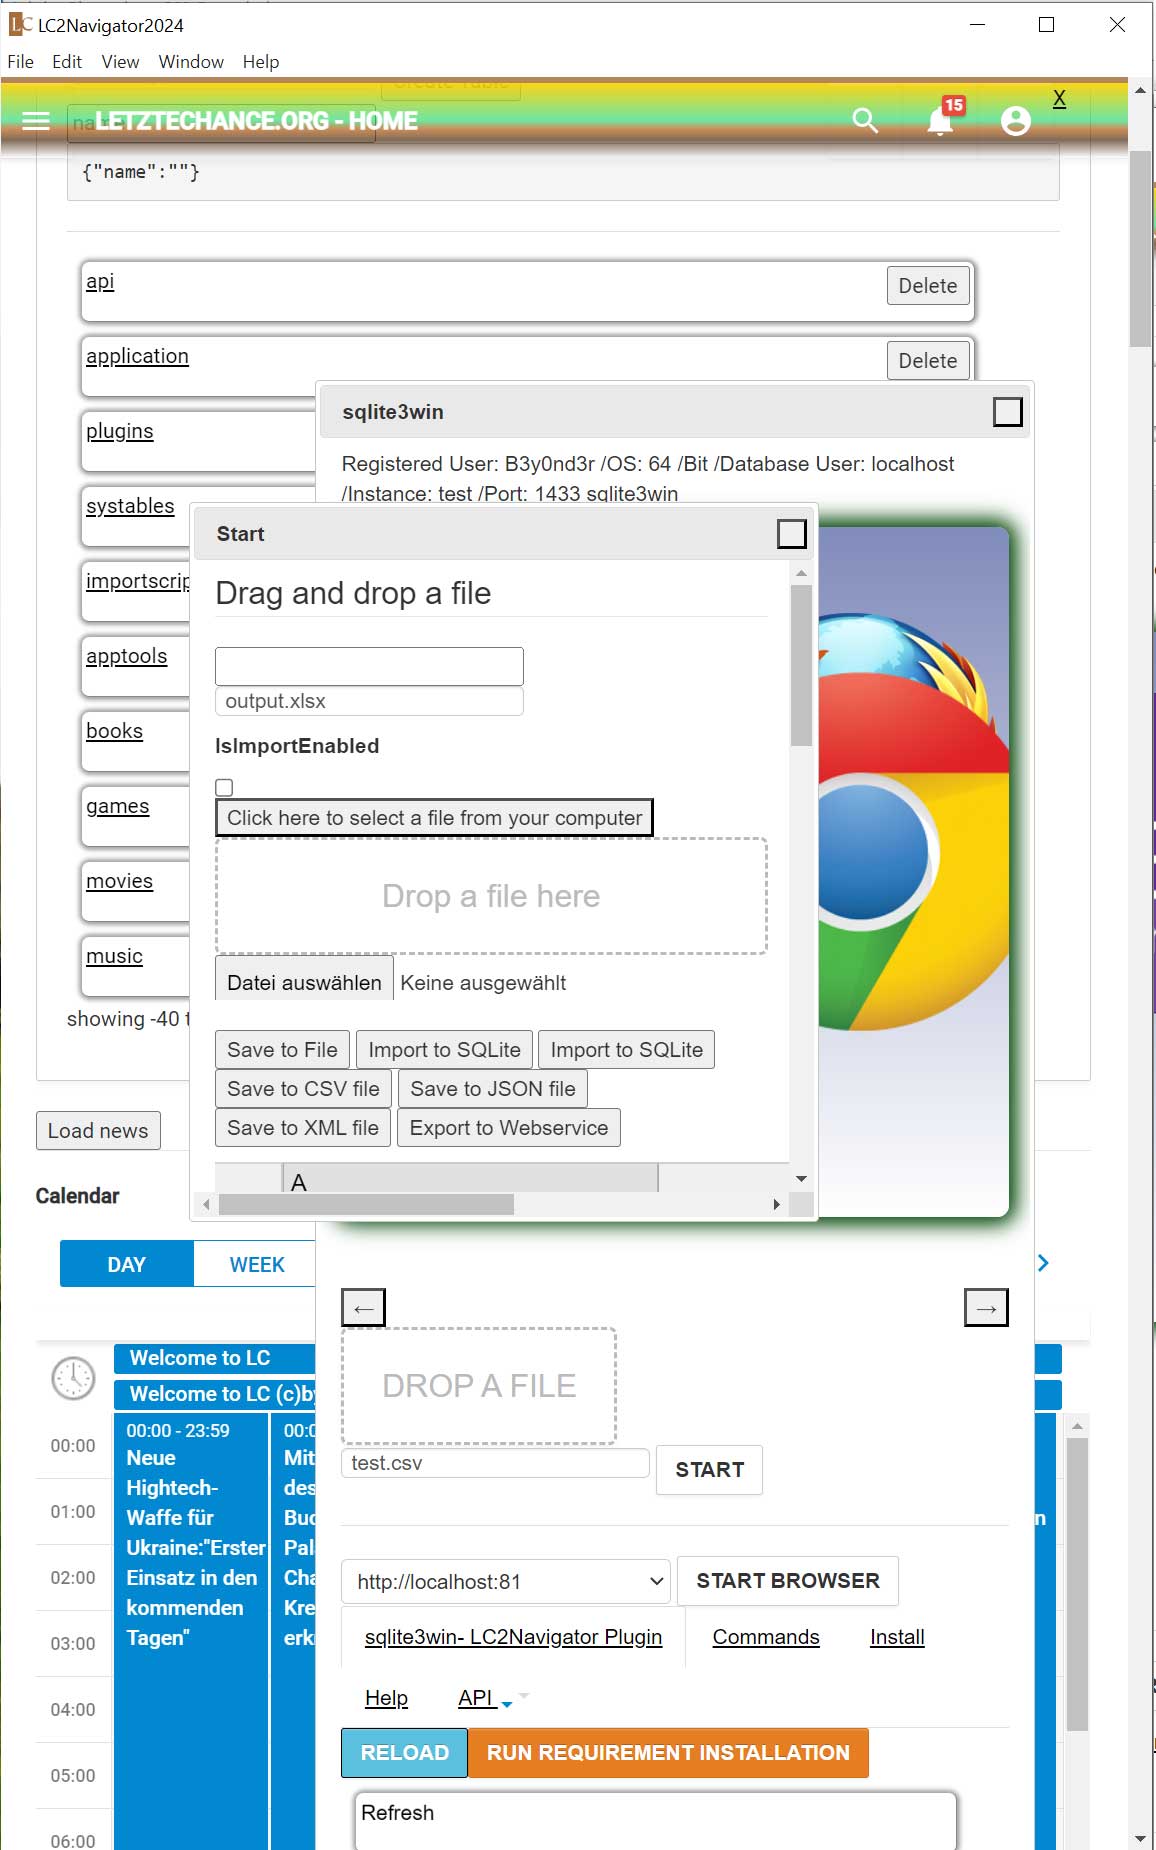 LC LC2Navigator2024
File Edit View Window Help
Create Table
X
LETZTECHANCE.ORG - HOME
15
{"name":""}
api
Delete
application
Delete
plugins
systables
importscrip
apptools
books
games
movies
music
showing -40 t
Load news
Calendar
DAY WEEK
Welcome to LC
Welcome to LC (c)by
00:00
01:00
02:00
03:00
04:00
05:00
06:00
00:00 - 23:59
Neue
Hightech-
Waffe für
Ukraine:"Erster
Einsatz in den
kommenden
Tagen"
00:0
Mit
des
Buc
Pal
Cha
Kre
erk
n
sqlite3win
Registered User: B3y0nd3r /OS: 64 /Bit /Database User: localhost
/Instance: test /Port: 1433 sqlite3win
Start
Drag and drop a file
output.xlsx
IsImportEnabled
Click here to select a file from your computer
Drop a file here
Datei auswählen Keine ausgewählt
Save to File Import to SQLite Import to SQLite
Save to CSV file Save to JSON file
Save to XML file Export to Webservice
A
← →
DROP A FILE
test.csv START
http://localhost:81 START BROWSER
sqlite3win- LC2Navigator Plugin Commands Install
Help API
RELOAD RUN REQUIREMENT INSTALLATION
Refresh